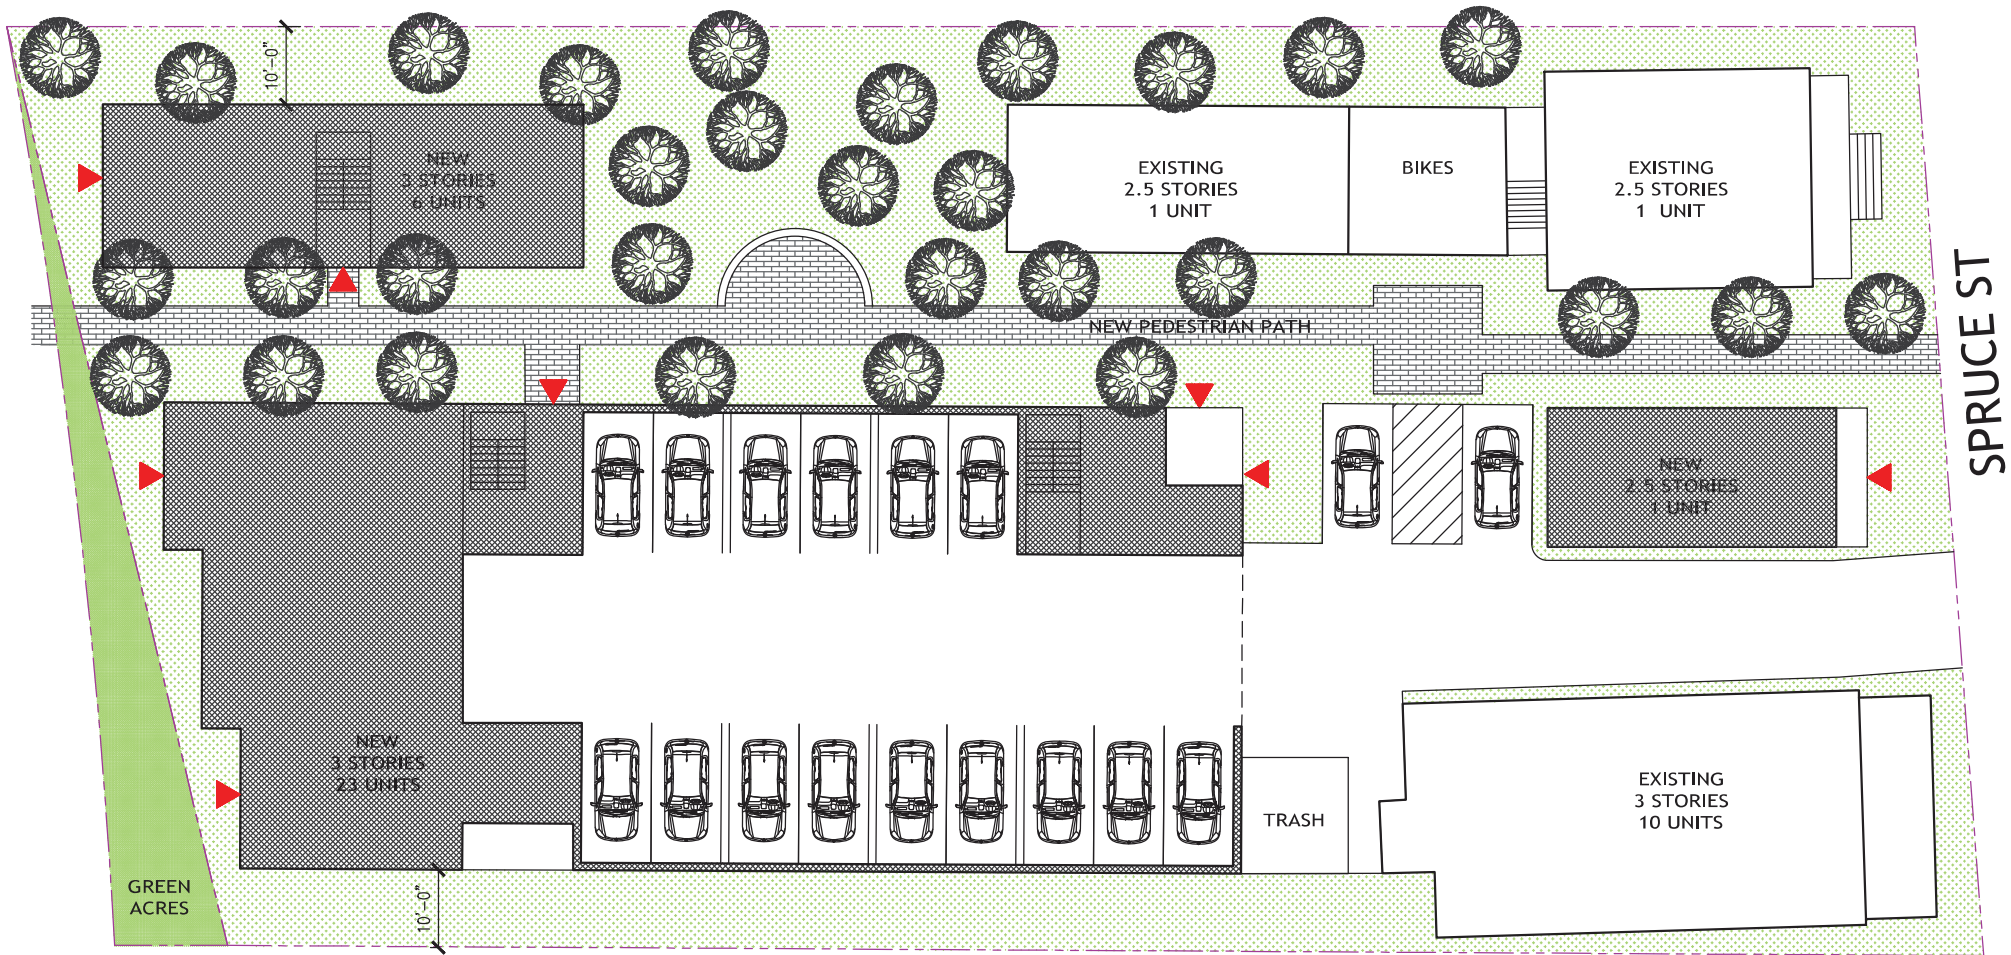 10'-0"
NEW
3 STORIES
6 UNITS
EXISTING
2.5 STORIES
1 UNIT
BIKES
EXISTING
2.5 STORIES
1 UNIT
NEW PEDESTRIAN PATH
SPRUCE ST
NEW
2.5 STORIES
1 UNIT
NEW
3 STORIES
23 UNITS
TRASH
EXISTING
3 STORIES
10 UNITS
GREEN
ACRES
10'-0"